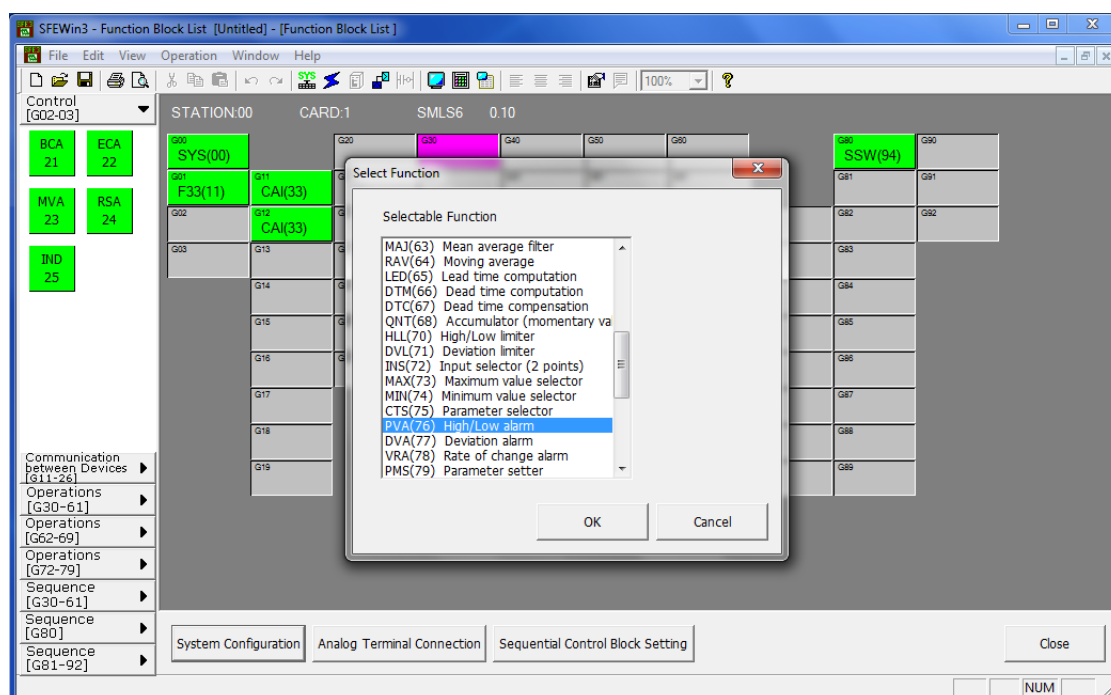 SFEWin3 - Function Block List [Untitled] - [Function Block List ]
File Edit View Operation Window Help
SYS
100%
Control
[G02-03]
STATION:00 CARD:1 SMLS6 0.10
BCA
21
ECA
22
MVA
23
RSA
24
IND
25
G00
SYS(00)
G20
G30
G40
G50
G60
G80
SSW(94)
G90
G01
F33(11)
G11
CAI(33)
G81
G91
G02
G12
CAI(33)
G82
G92
G03
G13
G83
G14
G84
G15
G85
G16
G86
G17
G87
G18
G88
G19
G89
Select Function
Selectable Function
MAJ(63) Mean average filter
RAV(64) Moving average
LED(65) Lead time computation
DTM(66) Dead time computation
DTC(67) Dead time compensation
QNT(68) Accumulator (momentary va
HLL(70) High/Low limiter
DVL(71) Deviation limiter
INS(72) Input selector (2 points)
MAX(73) Maximum value selector
MIN(74) Minimum value selector
CTS(75) Parameter selector
PVA(76) High/Low alarm
DVA(77) Deviation alarm
VRA(78) Rate of change alarm
PMS(79) Parameter setter
OK
Cancel
Communication
between Devices
[G11-26]
Operations
[G30-61]
Operations
[G62-69]
Operations
[G72-79]
Sequence
[G30-61]
Sequence
[G80]
Sequence
[G81-92]
System Configuration
Analog Terminal Connection
Sequential Control Block Setting
Close
NUM